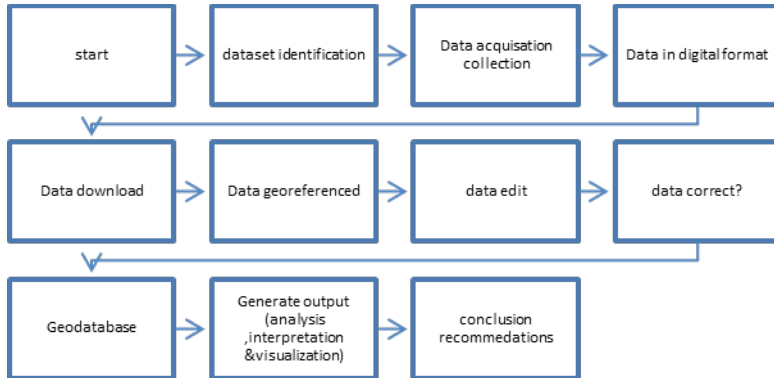 start
dataset identification
Data acquisation
collection
Data in digital format
Data download
Data georeferenced
data edit
data correct?
Geodatabase
Generate output
(analysis
,interpretation
&visualization)
conclusion
recommedations